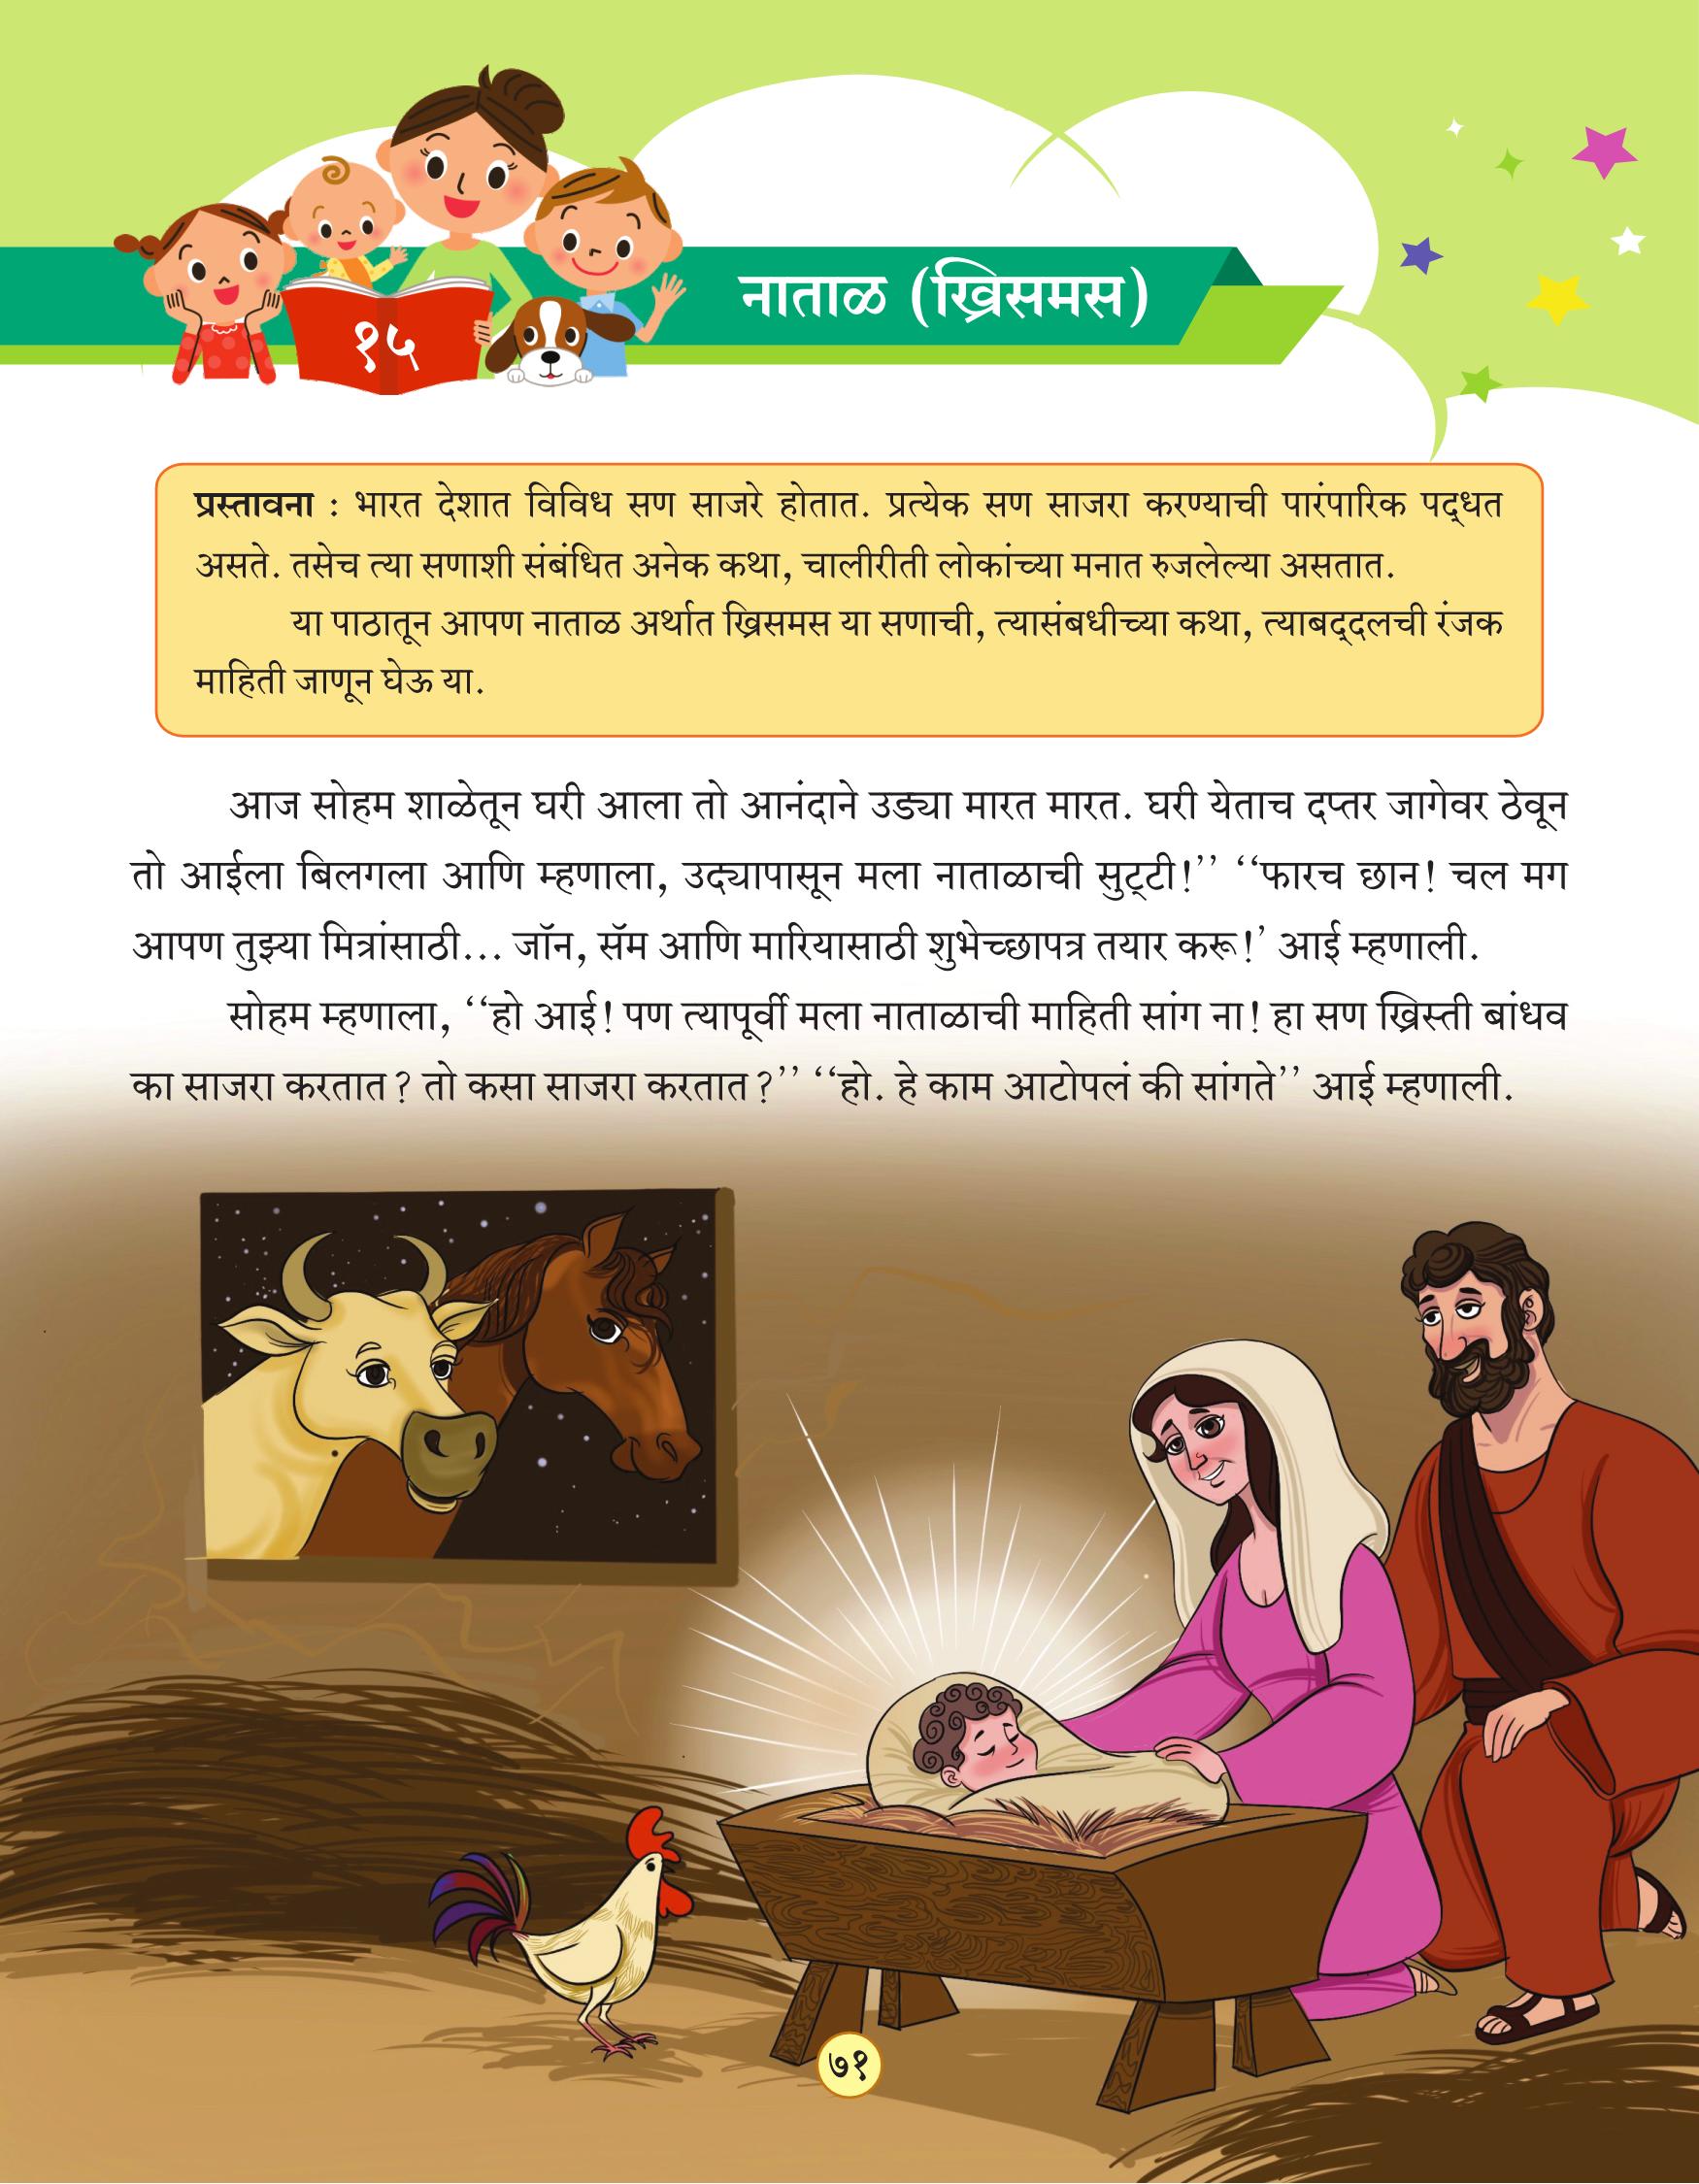 १५
नाताळ (ख्रिसमस)
प्रस्तावना : भारत देशात विविध सण साजरे होतात. प्रत्येक सण साजरा करण्याची पारंपारिक पद्धत
असते. तसेच त्या सणाशी संबंधित अनेक कथा, चालीरीती लोकांच्या मनात रुजलेल्या असतात.
या पाठातून आपण नाताळ अर्थात ख्रिसमस या सणाची, त्यासंबधीच्या कथा, त्याबद्दलची रंजक
माहिती जाणून घेऊ या.
आज सोहम शाळेतून घरी आला तो आनंदाने उड्या मारत मारत. घरी येताच दप्तर जागेवर ठेवून
तो आईला बिलगला आणि म्हणाला, उद्यापासून मला नाताळाची सुट्टी!’’ ‘‘फारच छान! चल मग
आपण तुझ्या मित्रांसाठी... जॉन, सॅम आणि मारियासाठी शुभेच्छापत्र तयार करू!’ आई म्हणाली.
सोहम म्हणाला, ‘‘हो आई! पण त्यापूर्वी मला नाताळाची माहिती सांग ना! हा सण ख्रिस्ती बांधव
का साजरा करतात? तो कसा साजरा करतात?’’ ‘‘हो. हे काम आटोपलं की सांगते’’ आई म्हणाली.
७१